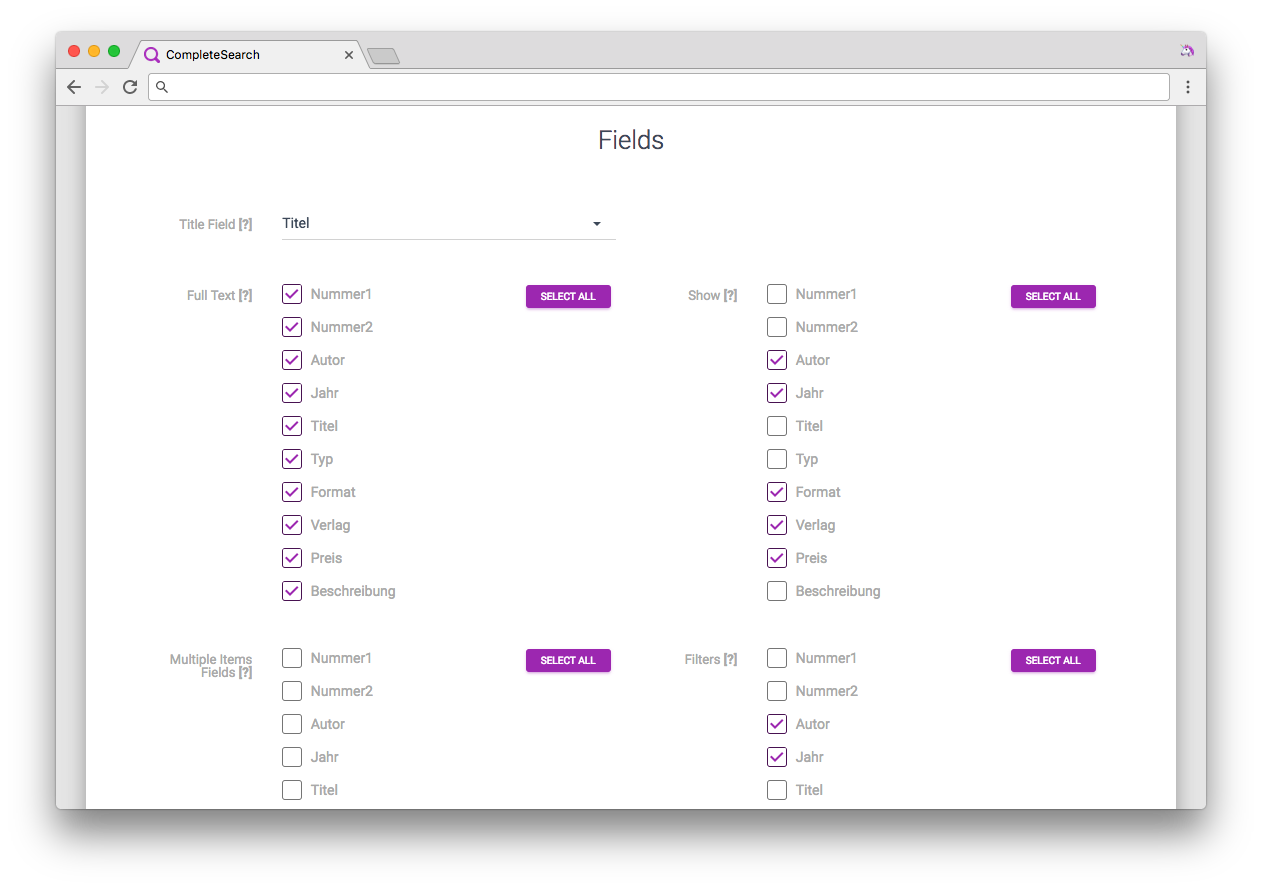 CompleteSearch
Fields
Title Field [?]
Titel
Full Text [?]
Nummer1
Nummer2
Autor
Jahr
Titel
Typ
Format
Verlag
Preis
Beschreibung
SELECT ALL
Show [?]
Nummer1
Nummer2
Autor
Jahr
Titel
Typ
Format
Verlag
Preis
Beschreibung
SELECT ALL
Multiple Items
Fields [?]
Nummer1
Nummer2
Autor
Jahr
Titel
SELECT ALL
Filters [?]
Nummer1
Nummer2
Autor
Jahr
Titel
SELECT ALL